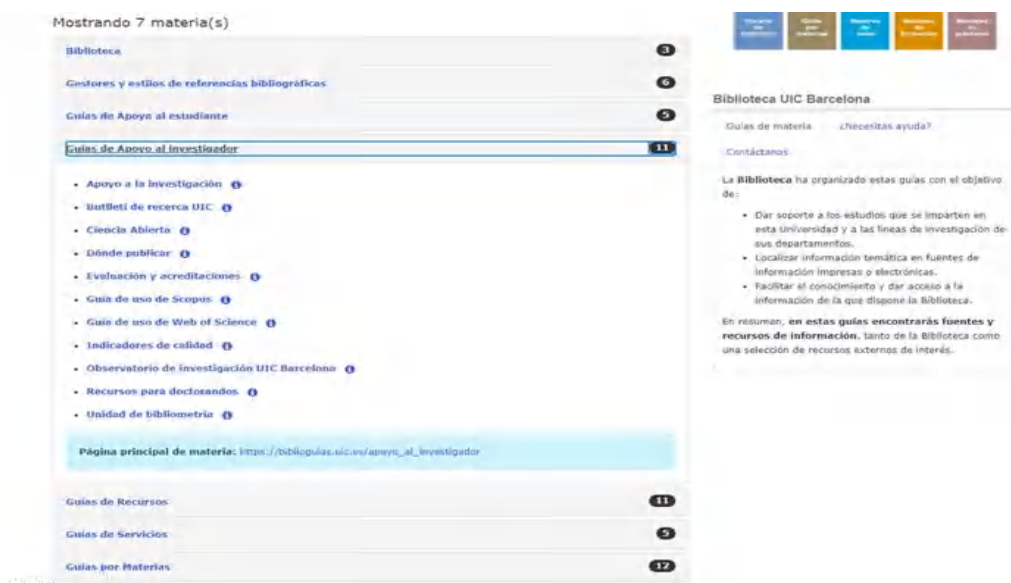 Mostrando 7 materia(s)
Biblioteca 3
Gestores y estilos de referencias bibliográficas 6
Guías de Apoyo al estudiante 5
Guías de Apoyo al investigador 11
• Apoyo a la investigación
• Butlletí de recerca UIC
• Ciencia Abierta
• Dónde publicar
• Evaluación y acreditaciones
• Guía de uso de Scopus
• Guía de uso de Web of Science
• Indicadores de calidad
• Observatorio de investigación UIC Barcelona
• Recursos para doctorandos
• Unidad de bibliometría
Página principal de materia: https://biblioguias.uic.es/apoyo_al_investigador
Guías de Recursos 11
Guías de Servicios 5
Guías por Materias 12
Biblioteca UIC Barcelona
Guías de materia ¿Necesitas ayuda?
Contáctanos
La Biblioteca ha organizado estas guías con el objetivo
de:
• Dar soporte a los estudios que se imparten en
esta Universidad y a las líneas de investigación de
sus departamentos.
• Localizar información temática en fuentes de
información impresas o electrónicas.
• Facilitar el conocimiento y dar acceso a la
información de la que dispone la Biblioteca.
En resumen, en estas guías encontrarás fuentes y
recursos de información, tanto de la Biblioteca como
una selección de recursos externos de interés.